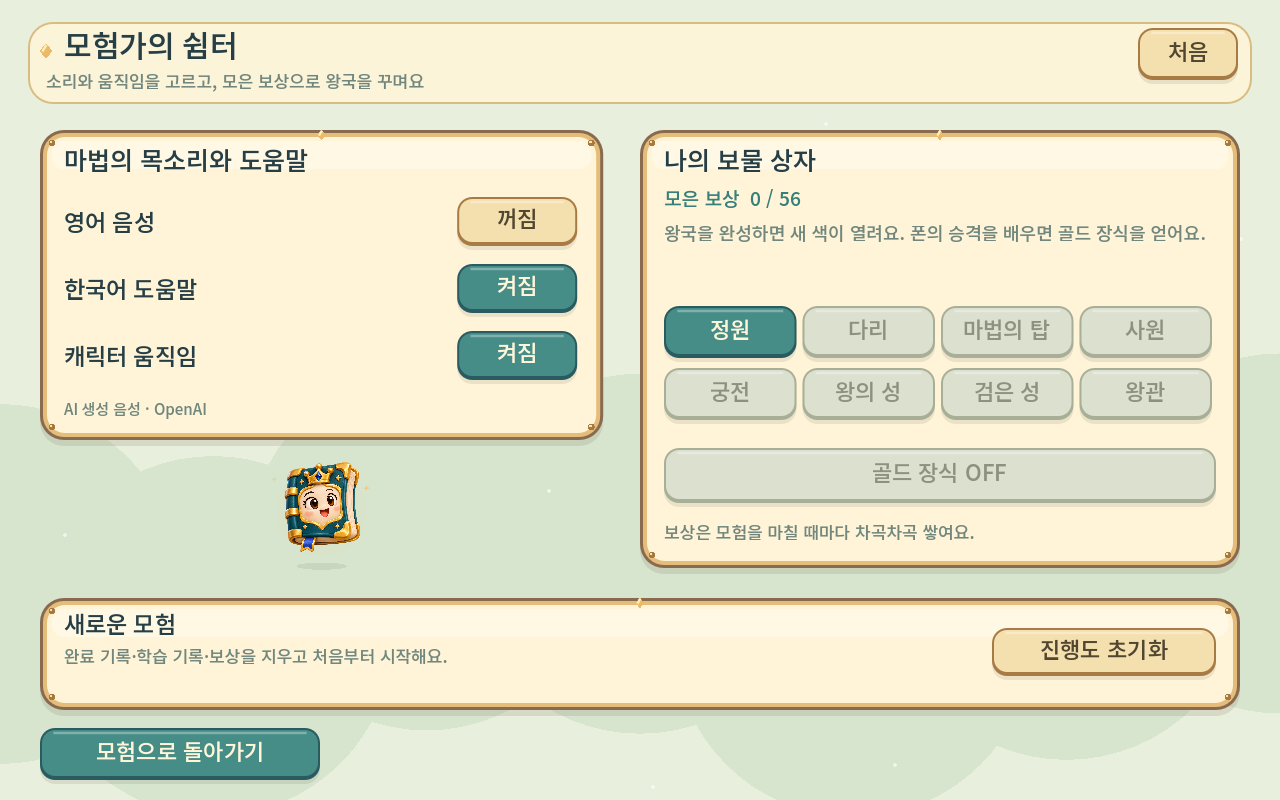 모험가의 쉼터
처음
소리와 움직임을 고르고, 모은 보상으로 왕국을 꾸며요
마법의 목소리와 도움말
영어 음성
꺼짐
한국어 도움말
켜짐
캐릭터 움직임
켜짐
AI 생성 음성 · OpenAI
나의 보물 상자
모은 보상 0 / 56
왕국을 완성하면 새 색이 열려요. 폰의 승격을 배우면 골드 장식을 얻어요.
정원 다리 마법의 탑 사원
궁전 왕의 성 검은 성 왕관
골드 장식 OFF
보상은 모험을 마칠 때마다 차곡차곡 쌓여요.
새로운 모험
완료 기록·학습 기록·보상을 지우고 처음부터 시작해요.
진행도 초기화
모험으로 돌아가기